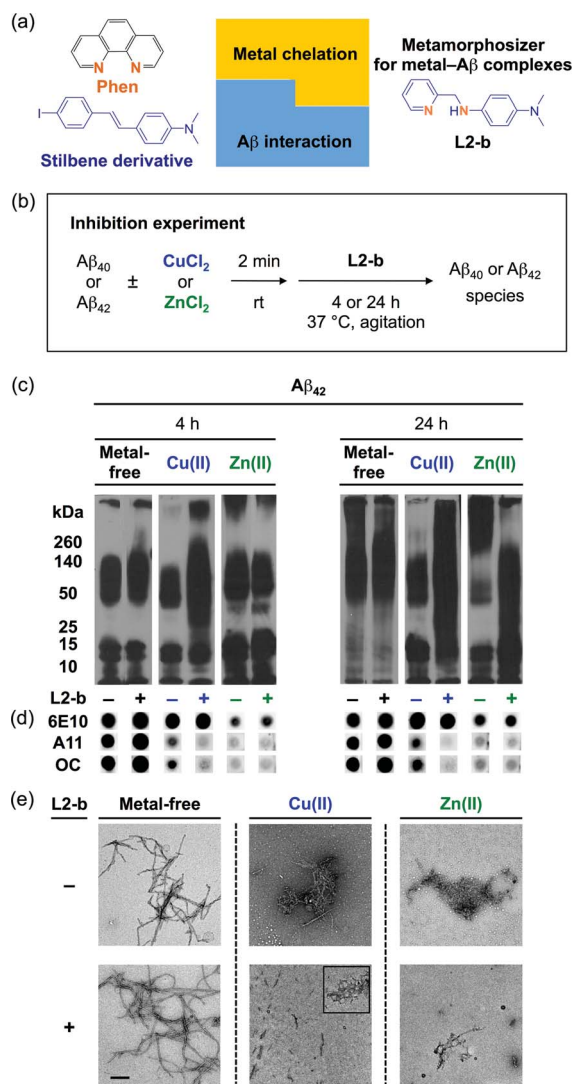 (a)
N N
Phen
I
N
Stilbene derivative
Metal chelation
Aβ interaction
Metamorphosizer
for metal–Aβ complexes
N HN
N
L2-b
(b)
Inhibition experiment
Aβ40
or
Aβ42
±
CuCl2
or
ZnCl2
2 min
rt
L2-b
4 or 24 h
37 °C, agitation
Aβ40 or Aβ42
species
(c)
Aβ42
4 h 24 h
Metal-
free Cu(II) Zn(II) Metal-
free Cu(II) Zn(II)
kDa
260
140
50
25
15
10
L2-b – + – + – + – + – + – +
(d) 6E10
A11
OC
(e)
L2-b Metal-free Cu(II) Zn(II)
–
+